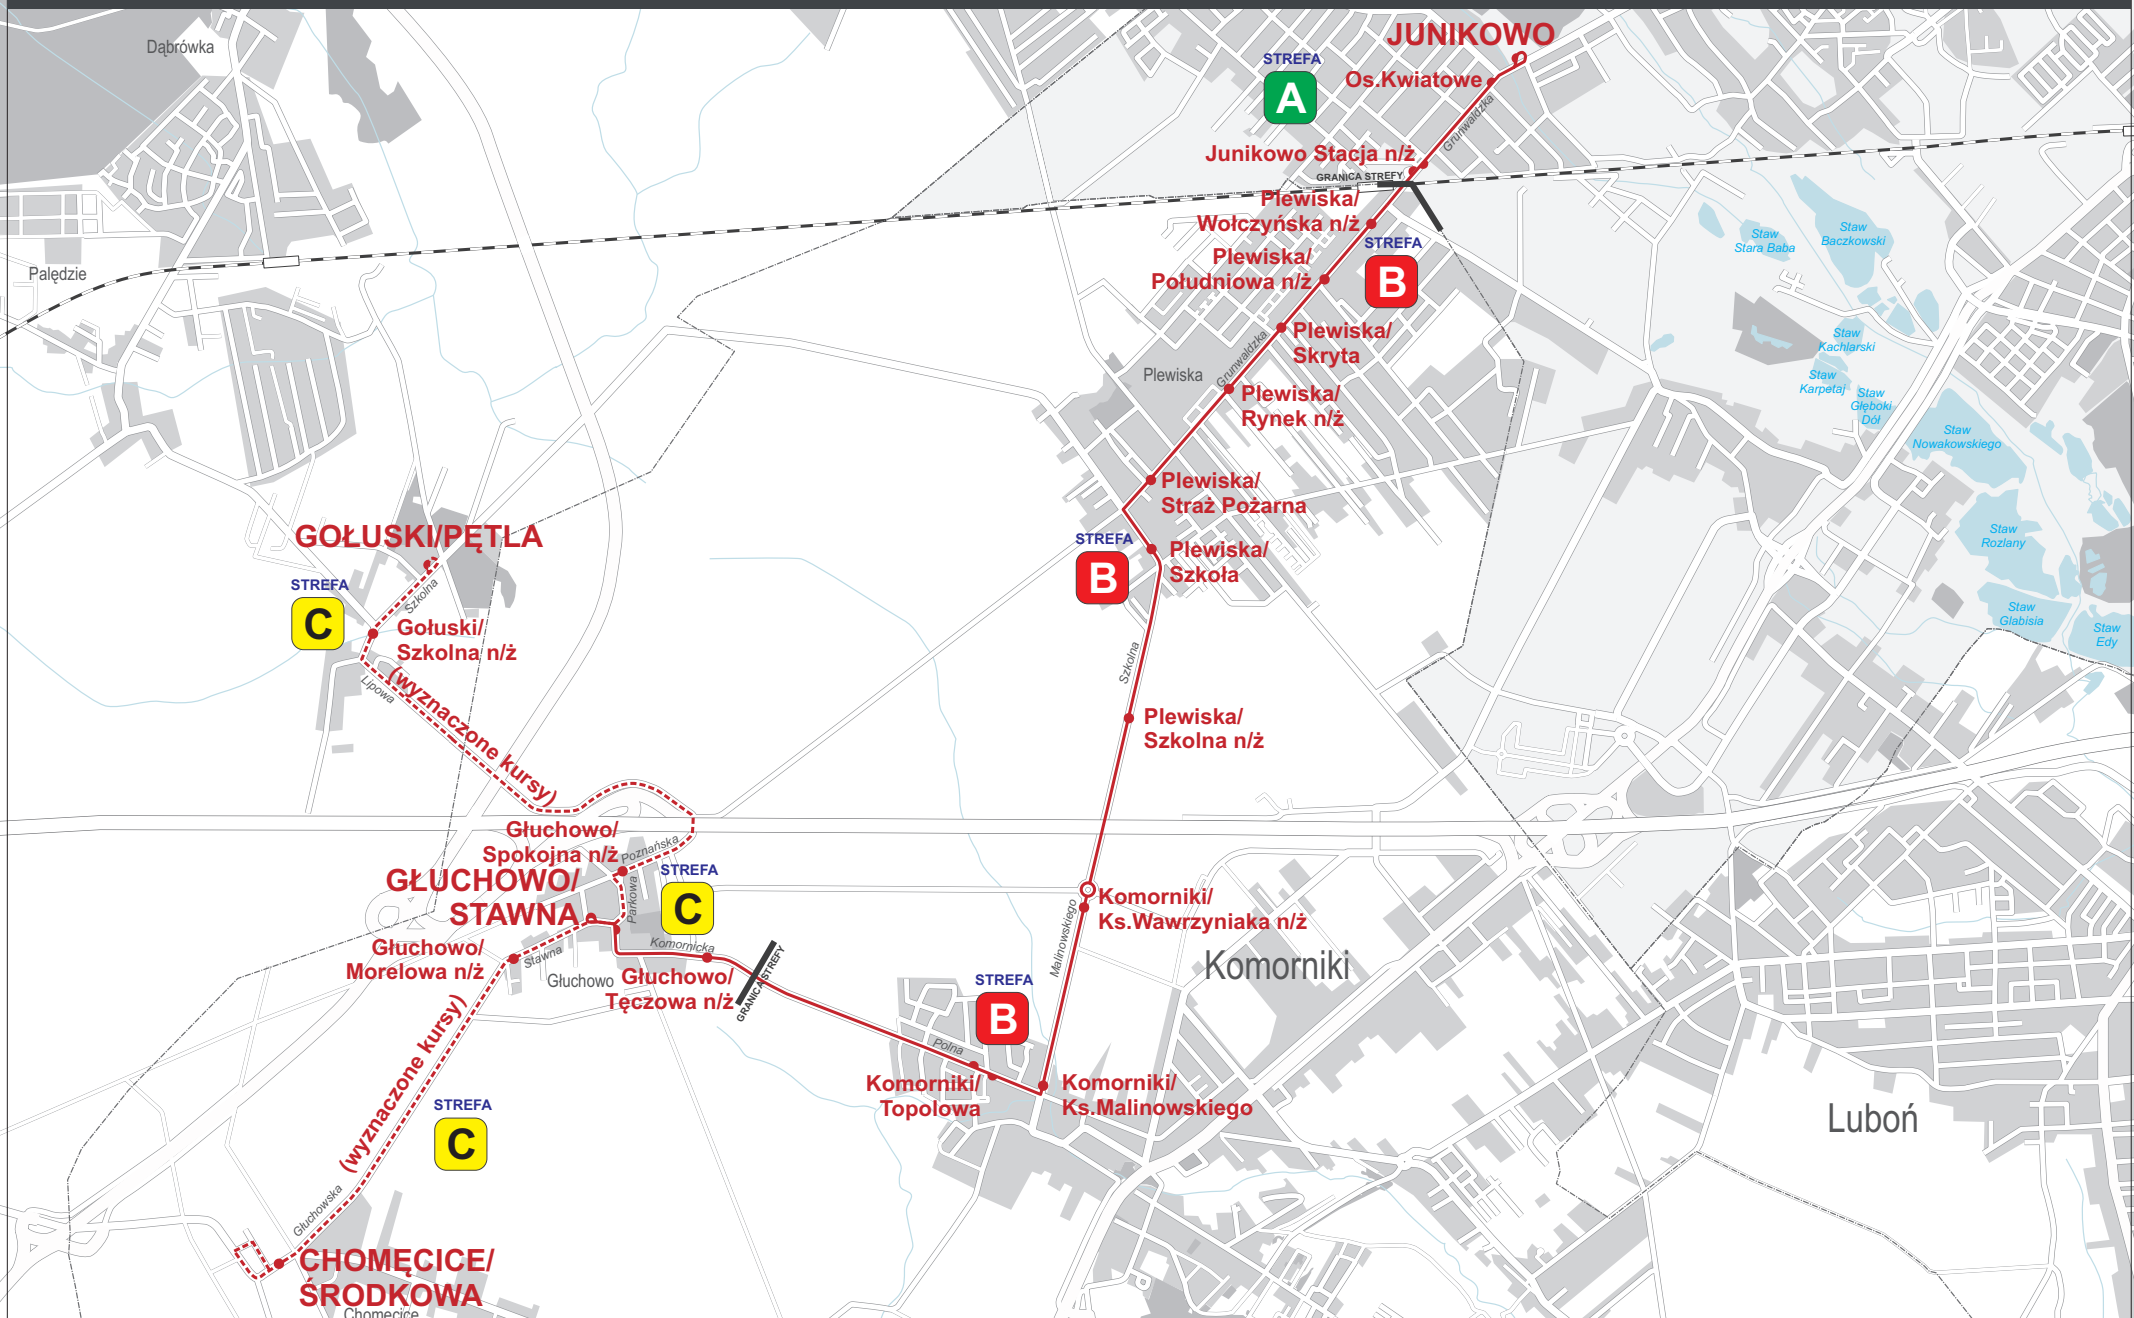 JUNIKOWO
Dąbrówka
STREFA
Os.Kwiatowe
A
Grunwaldzka
Junikowo Stacja n/ż
GRANICA STREFY
Plewiska/
Wołczyńska n/ż
STREFA
B
Plewiska/
Południowa n/ż
Staw
Stara Baba
Staw
Baczkowski
Palędzie
Plewiska/
Skryta
Grunwaldzka
Plewiska
Staw
Kachlarski
Staw
Karpetaj
Staw
Głęboki
Dół
Plewiska/
Rynek n/ż
Staw
Nowakowskiego
Plewiska/
Straż Pożarna
GOŁUSKI/PĘTLA
STREFA
B
Plewiska/
Szkoła
Staw
Rozlany
STREFA
C
Szkolna
Gołuski/
Szkolna n/ż
Staw
Glabisia
Staw
Edy
Lipowa
(wyznaczone kursy)
Szkolna
Plewiska/
Szkolna n/ż
Głuchowo/
Spokojna n/ż
Poznańska
STREFA
C
GŁUCHOWO/
STAWNA
Parkowa
Komorniki/
Ks.Wawrzyniaka n/ż
Malinowskiego
Komorniki
Głuchowo/
Morelowa n/ż
Stawna
Komornicka
Głuchowo
Głuchowo/
Tęczowa n/ż
GRANICA STREFY
STREFA
B
Polna
Komorniki/
Topolowa
Komorniki/
Ks.Malinowskiego
(wyznaczone kursy)
STREFA
C
Luboń
Głuchowska
CHOMĘCICE/
ŚRODKOWA
Chomęcice